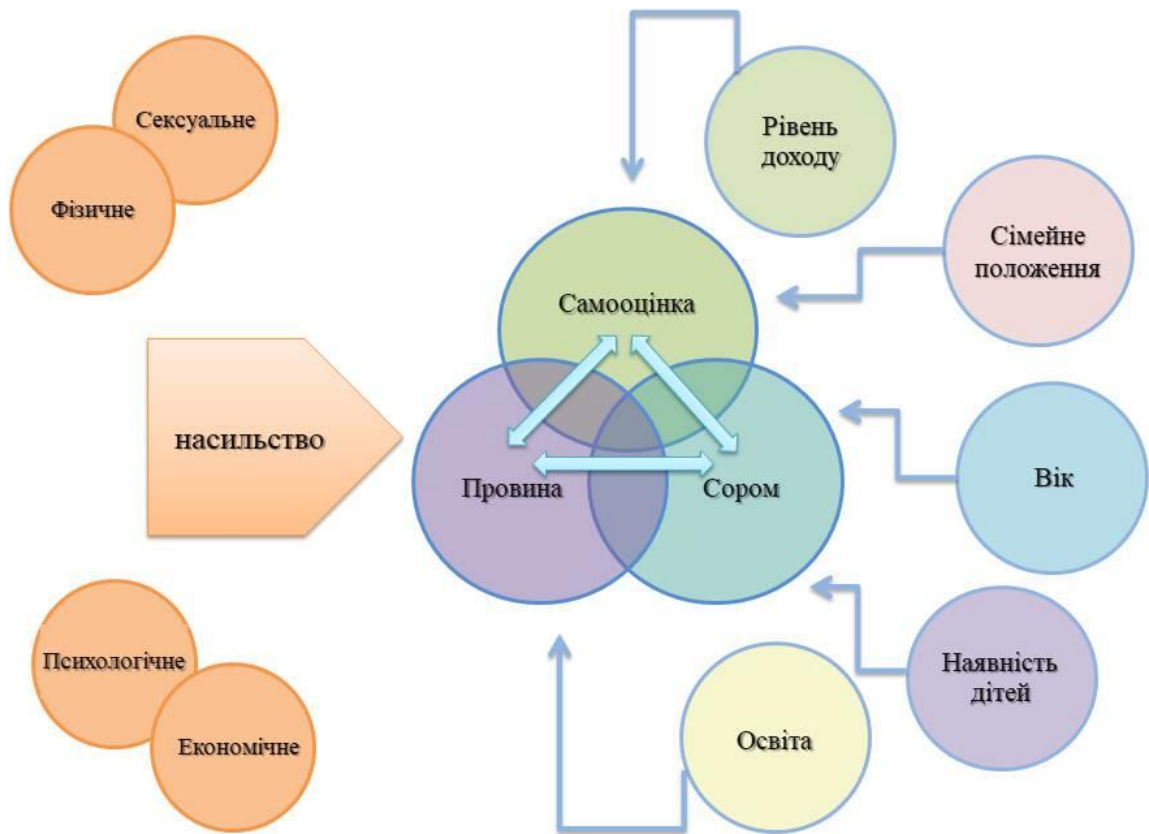 Сексуальне
Фізичне
Рівень
доходу
Сімейне
положення
Самооцінка
насильство
Провина
Сором
Вік
Психологічне
Економічне
Наявність
дітей
Освіта